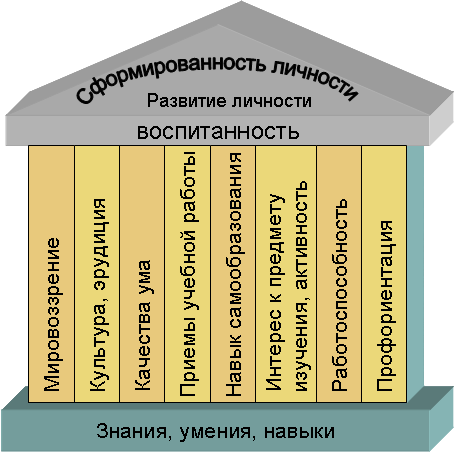 Сформированность личности
Развитие личности
воспитанность
Мировоззрение
Культура, эрудиция
Качества ума
Приемы учебной работы
Навык самообразования
Интерес к предмету
изучения, активность
Работоспособность
Профориентация
Знания, умения, навыки